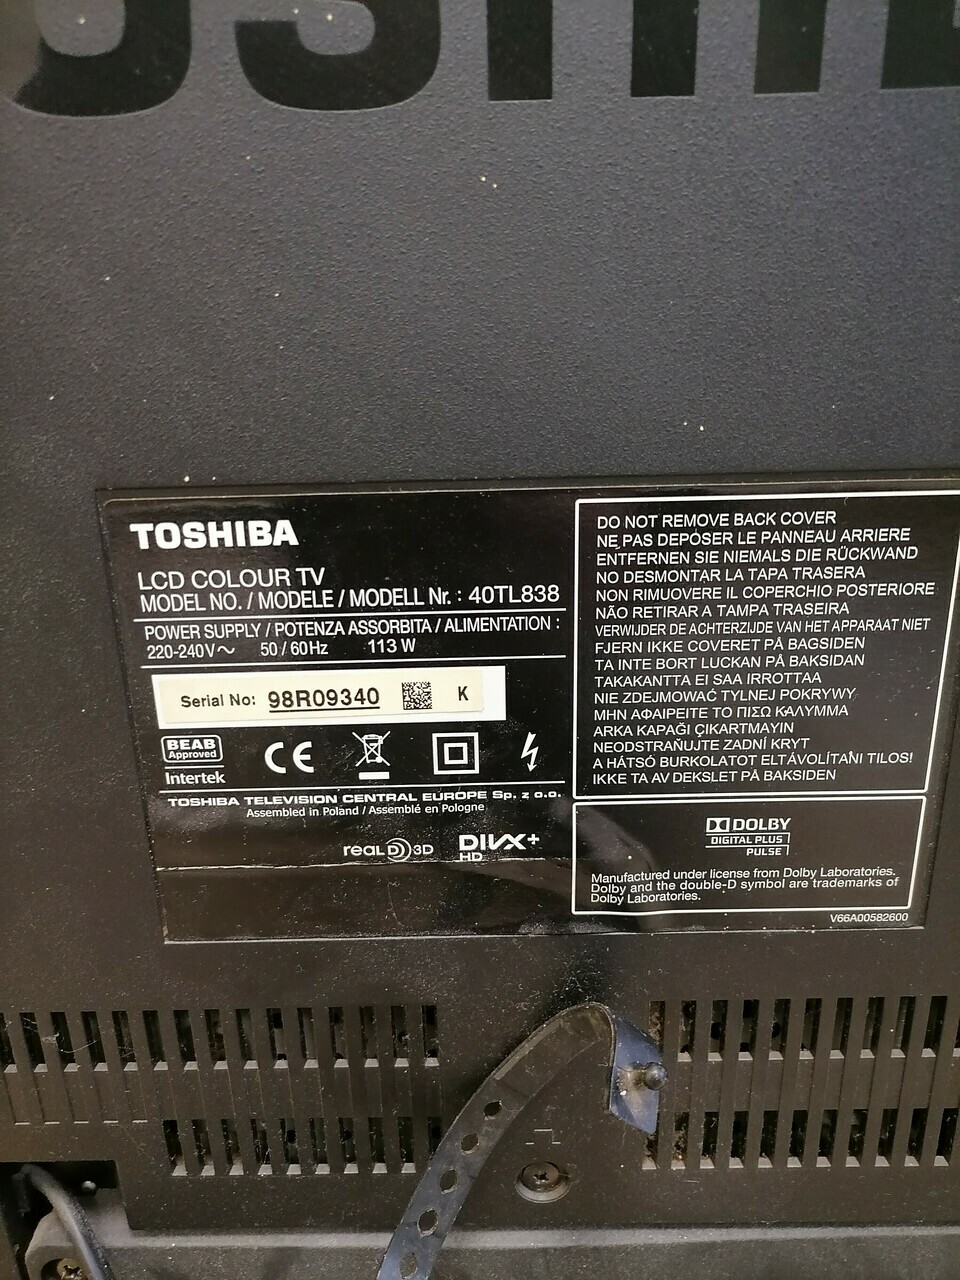 OSHIB
TOSHIBA
LCD COLOUR TV
MODEL NO. / MODELE / MODELL Nr. : 40TL838
POWER SUPPLY / POTENZA ASSORBITA / ALIMENTATION :
220-240V~ 50 / 60Hz 113 W
Serial No: 98R09340 K
BEAB
Approved
Intertek
CE
TOSHIBA TELEVISION CENTRAL EUROPE Sp. z o.o.
Assembled in Poland / Assemblé en Pologne
REALD 3D
DIVX+
HD
DO NOT REMOVE BACK COVER
NE PAS DEPOSER LE PANNEAU ARRIERE
ENTFERNEN SIE NIEMALS DIE RÜCKWAND
NO DESMONTAR LA TAPA TRASERA
NON RIMUOVERE IL COPERCHIO POSTERIORE
NÃO RETIRAR A TAMPA TRASEIRA
VERWIJDER DE ACHTERZIJDE VAN HET APPARAAT NIET
FJERN IKKE COVERET PÅ BAGSIDEN
TA INTE BORT LUCKAN PÅ BAKSIDAN
TAKAKANTTA EI SAA IRROTTAA
NIE ZDEJMOWAĆ TYLNEJ POKRYWY
ΜΗΝ ΑΦΑΙΡΕΙΤΕ ΤΟ ΠΙΣΩ ΚΑΛΥΜΜΑ
ARKA KAPAĞI ÇIKARTMAYIN
NEODSTRAŇUJTE ZADNÍ KRYT
A HÁTSÓ BURKOLATOT ELTÁVOLÍTANI TILOS!
IKKE TA AV DEKSLET PÅ BAKSIDEN
DOLBY
DIGITAL PLUS
PULSE
Manufactured under license from Dolby Laboratories.
Dolby and the double-D symbol are trademarks of
Dolby Laboratories.
V66A00582600